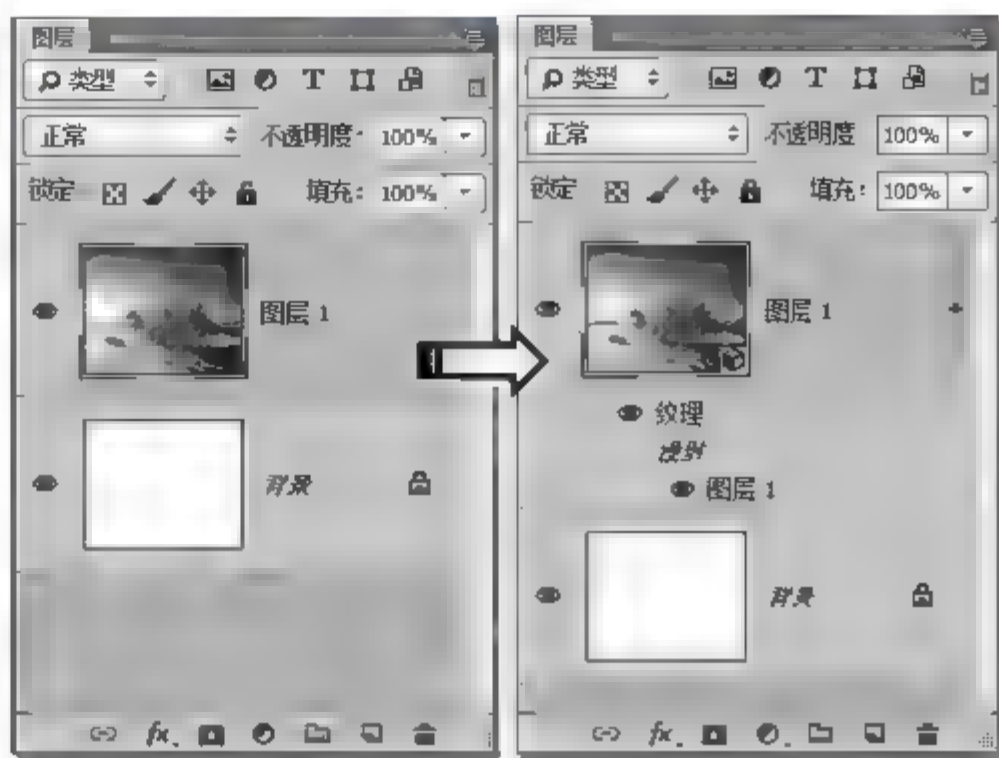 图层
类型
正常 不透明度: 100%
锁定 填充: 100%
图层 1
背景
图层
类型
正常 不透明度 100%
锁定 填充: 100%
图层 1
纹理
漫射
图层 1
背景